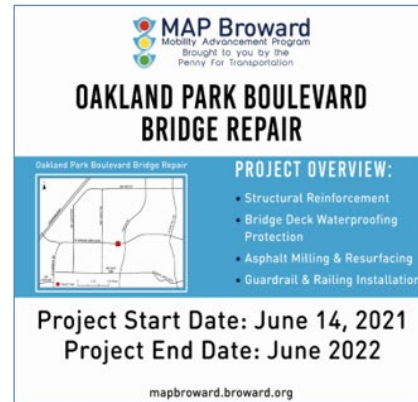 MAP Broward
Mobility Advancement Program
Brought to you by the
Penny For Transportation
OAKLAND PARK BOULEVARD
BRIDGE REPAIR
Oakland Park Boulevard Bridge Repair
PROJECT OVERVIEW:
• Structural Reinforcement
• Bridge Deck Waterproofing
Protection
• Asphalt Milling & Resurfacing
• Guardrail & Railing Installation
Project Start Date: June 14, 2021
Project End Date: June 2022
mapbroward.broward.org